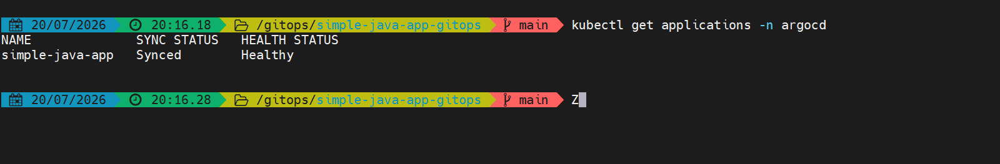 20/07/2026 20:16.18 /gitops/simple-java-app-gitops main kubectl get applications -n argocd
NAME SYNC STATUS HEALTH STATUS
simple-java-app Synced Healthy
20/07/2026 20:16.28 /gitops/simple-java-app-gitops main Z